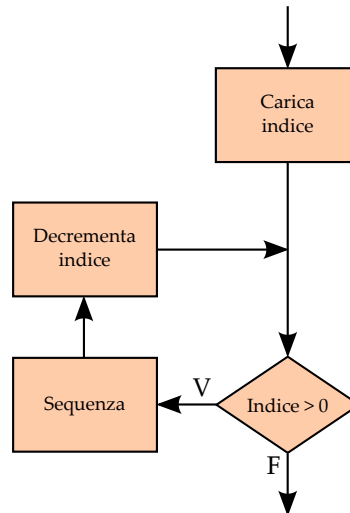 Carica
indice
Decrementa
indice
Sequenza
V
Indice > 0
F